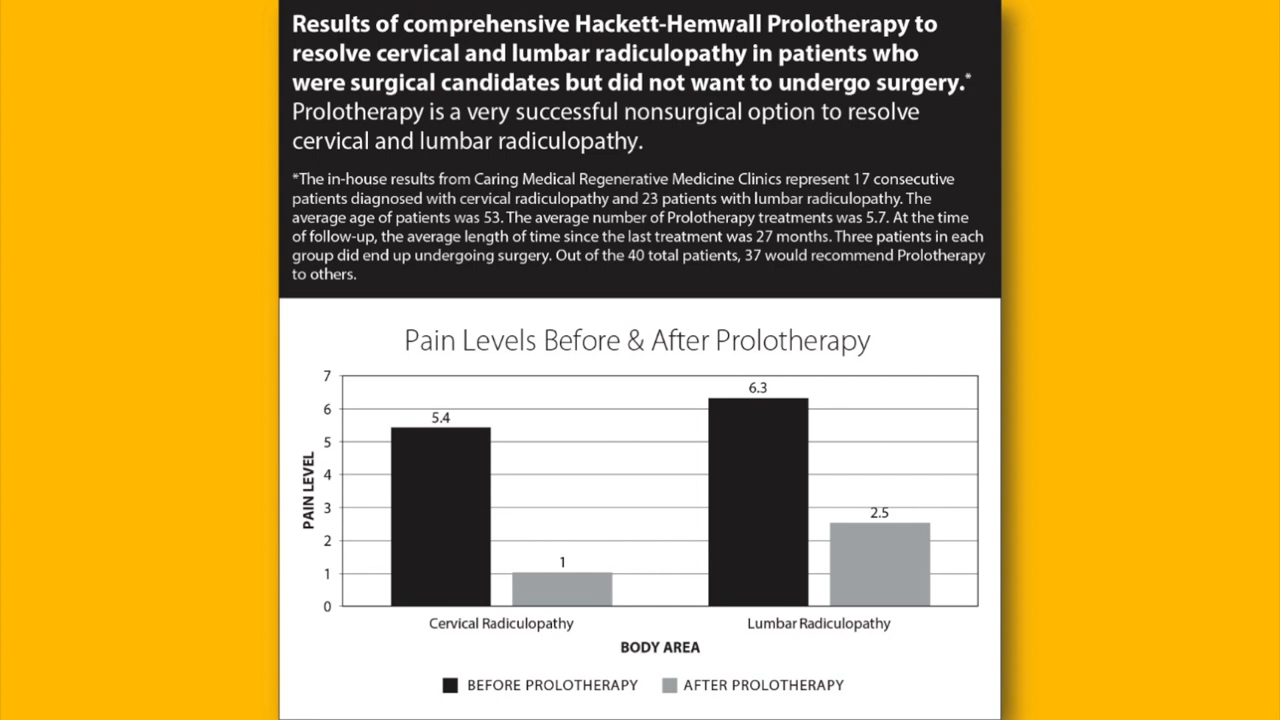 Results of comprehensive Hackett-Hemwall Prolotherapy to
resolve cervical and lumbar radiculopathy in patients who
were surgical candidates but did not want to undergo surgery.*
Prolotherapy is a very successful nonsurgical option to resolve
cervical and lumbar radiculopathy.
*The in-house results from Caring Medical Regenerative Medicine Clinics represent 17 consecutive
patients diagnosed with cervical radiculopathy and 23 patients with lumbar radiculopathy. The
average age of patients was 53. The average number of Prolotherapy treatments was 5.7. At the time
of follow-up, the average length of time since the last treatment was 27 months. Three patients in each
group did end up undergoing surgery. Out of the 40 total patients, 37 would recommend Prolotherapy
to others.
Pain Levels Before & After Prolotherapy
PAIN LEVEL
7
6
5
4
3
2
1
0
5.4
1
6.3
2.5
Cervical Radiculopathy
Lumbar Radiculopathy
BODY AREA
BEFORE PROLOTHERAPY
AFTER PROLOTHERAPY